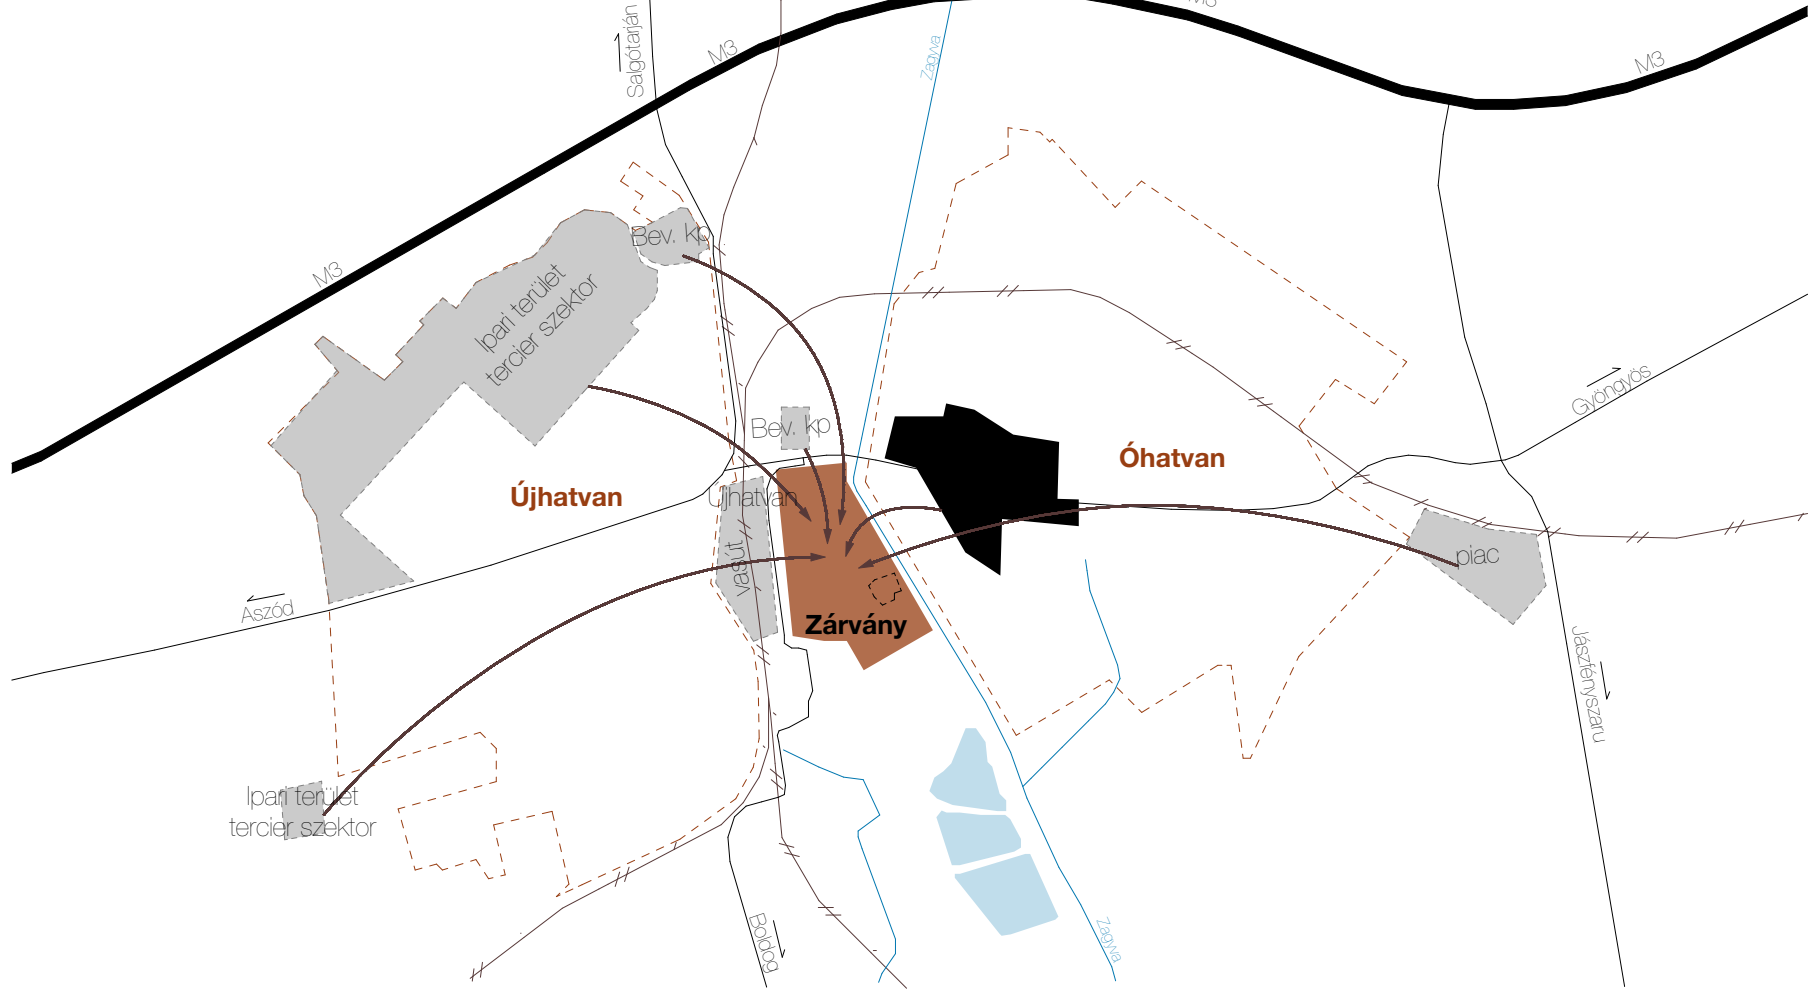 M3
Salgótarján
M3
Zagyva
M3
Bev. kp
M3
Ipari terület
tercier szektor
Gyöngyös
Bev. kp
Óhatvan
Újhatvan
Újhatvan
vasút
piac
Aszód
Zárvány
Jászfényszaru
Ipari terület
tercier szektor
Boldog
Zagyva